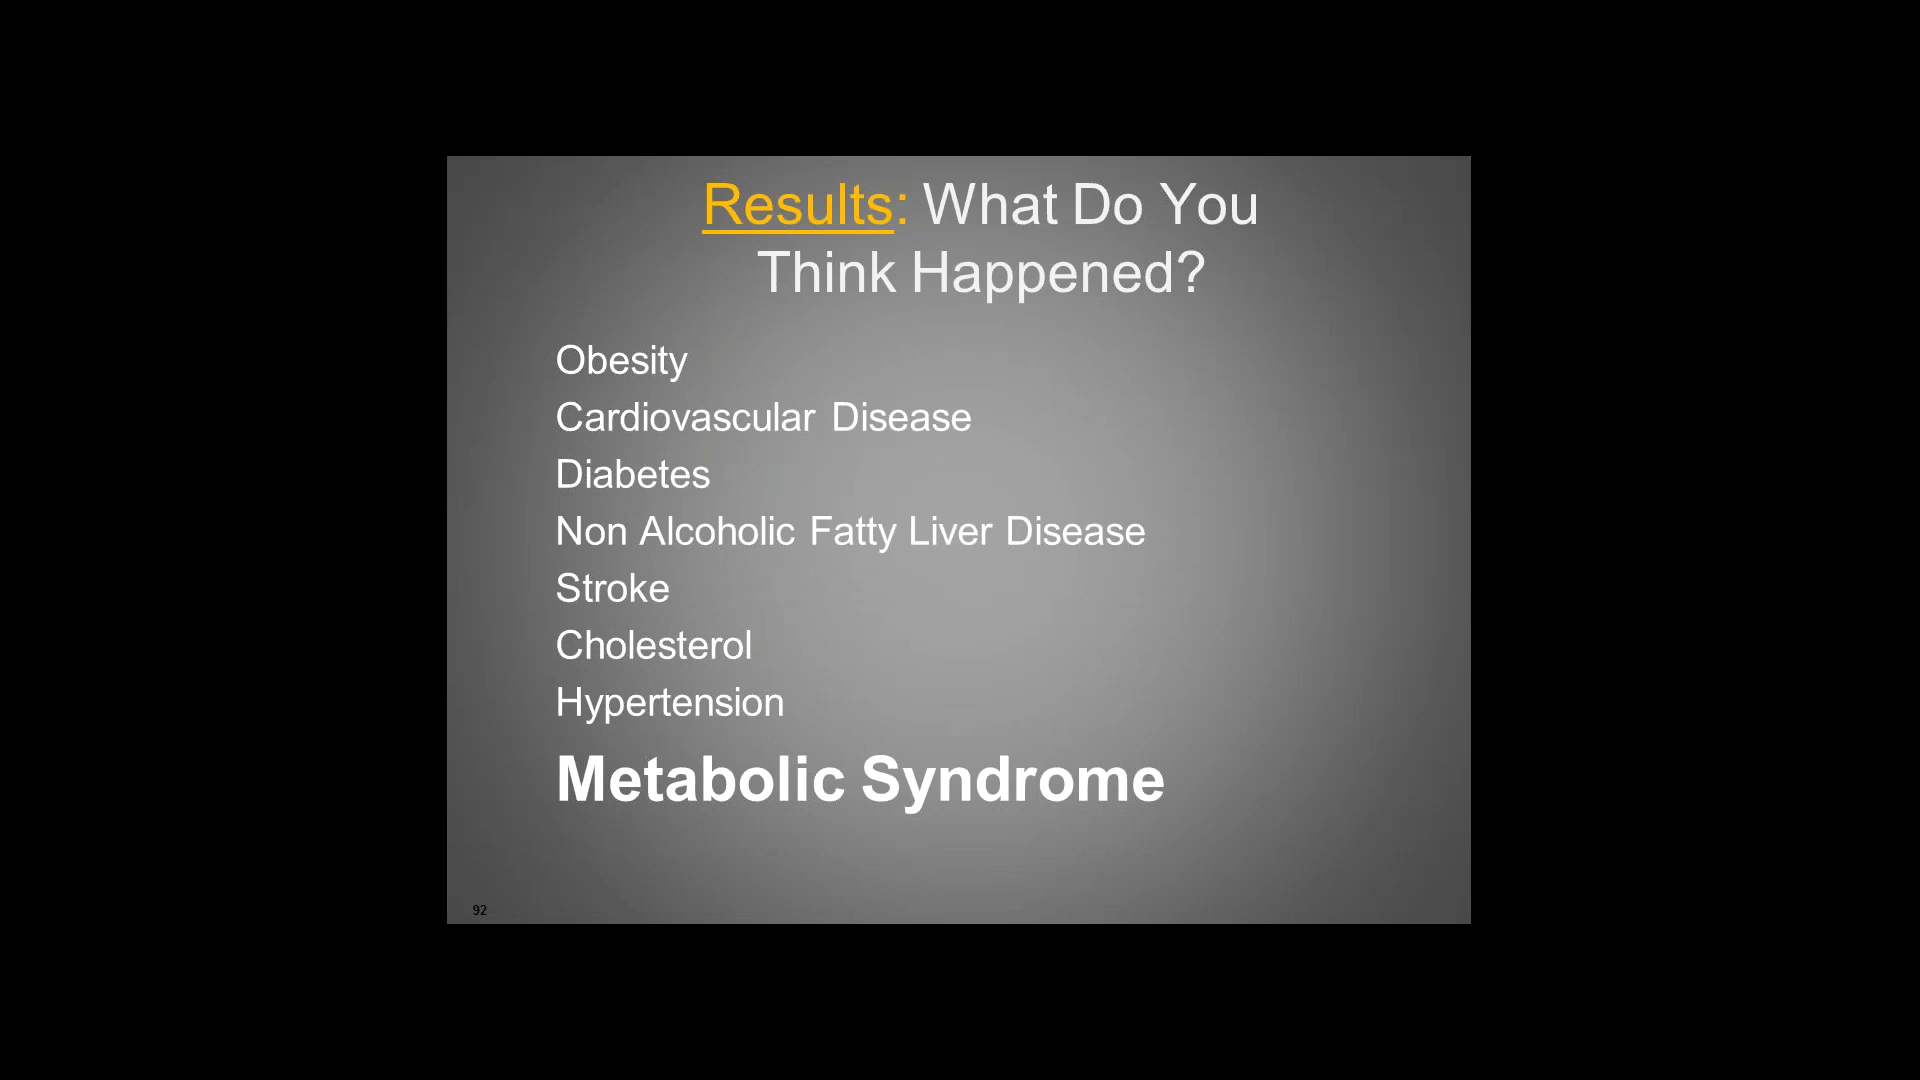 Results: What Do You
Think Happened?
Obesity
Cardiovascular Disease
Diabetes
Non Alcoholic Fatty Liver Disease
Stroke
Cholesterol
Hypertension
Metabolic Syndrome
92